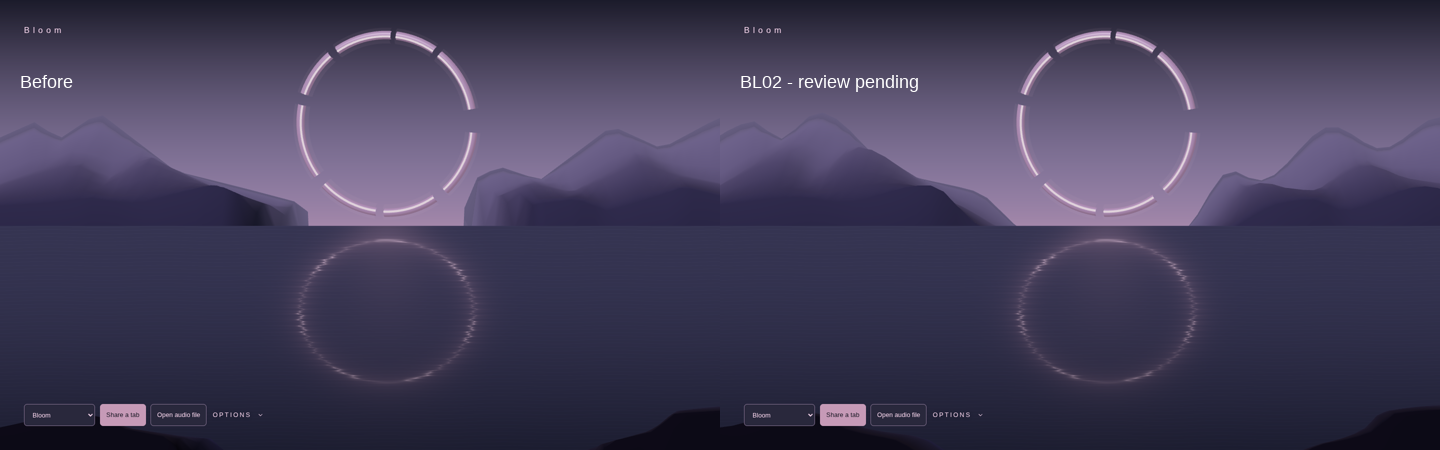 Bloom
Before
Bloom Share a tab Open audio file OPTIONS
Bloom
BL02 - review pending
Bloom Share a tab Open audio file OPTIONS